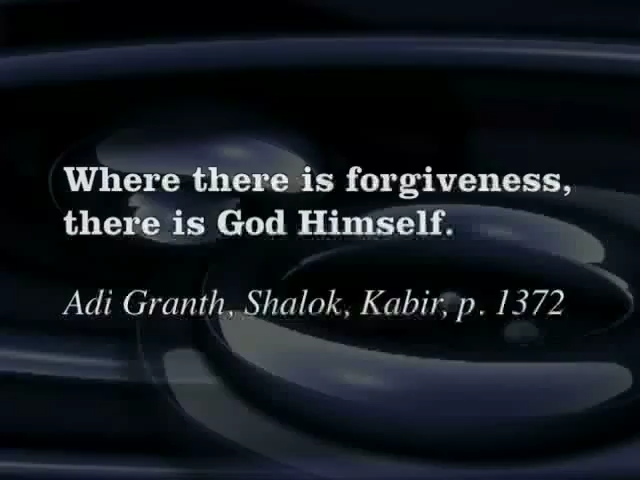 Where there is forgiveness,
there is God Himself.
Adi Granth, Shalok, Kabir, p. 1372